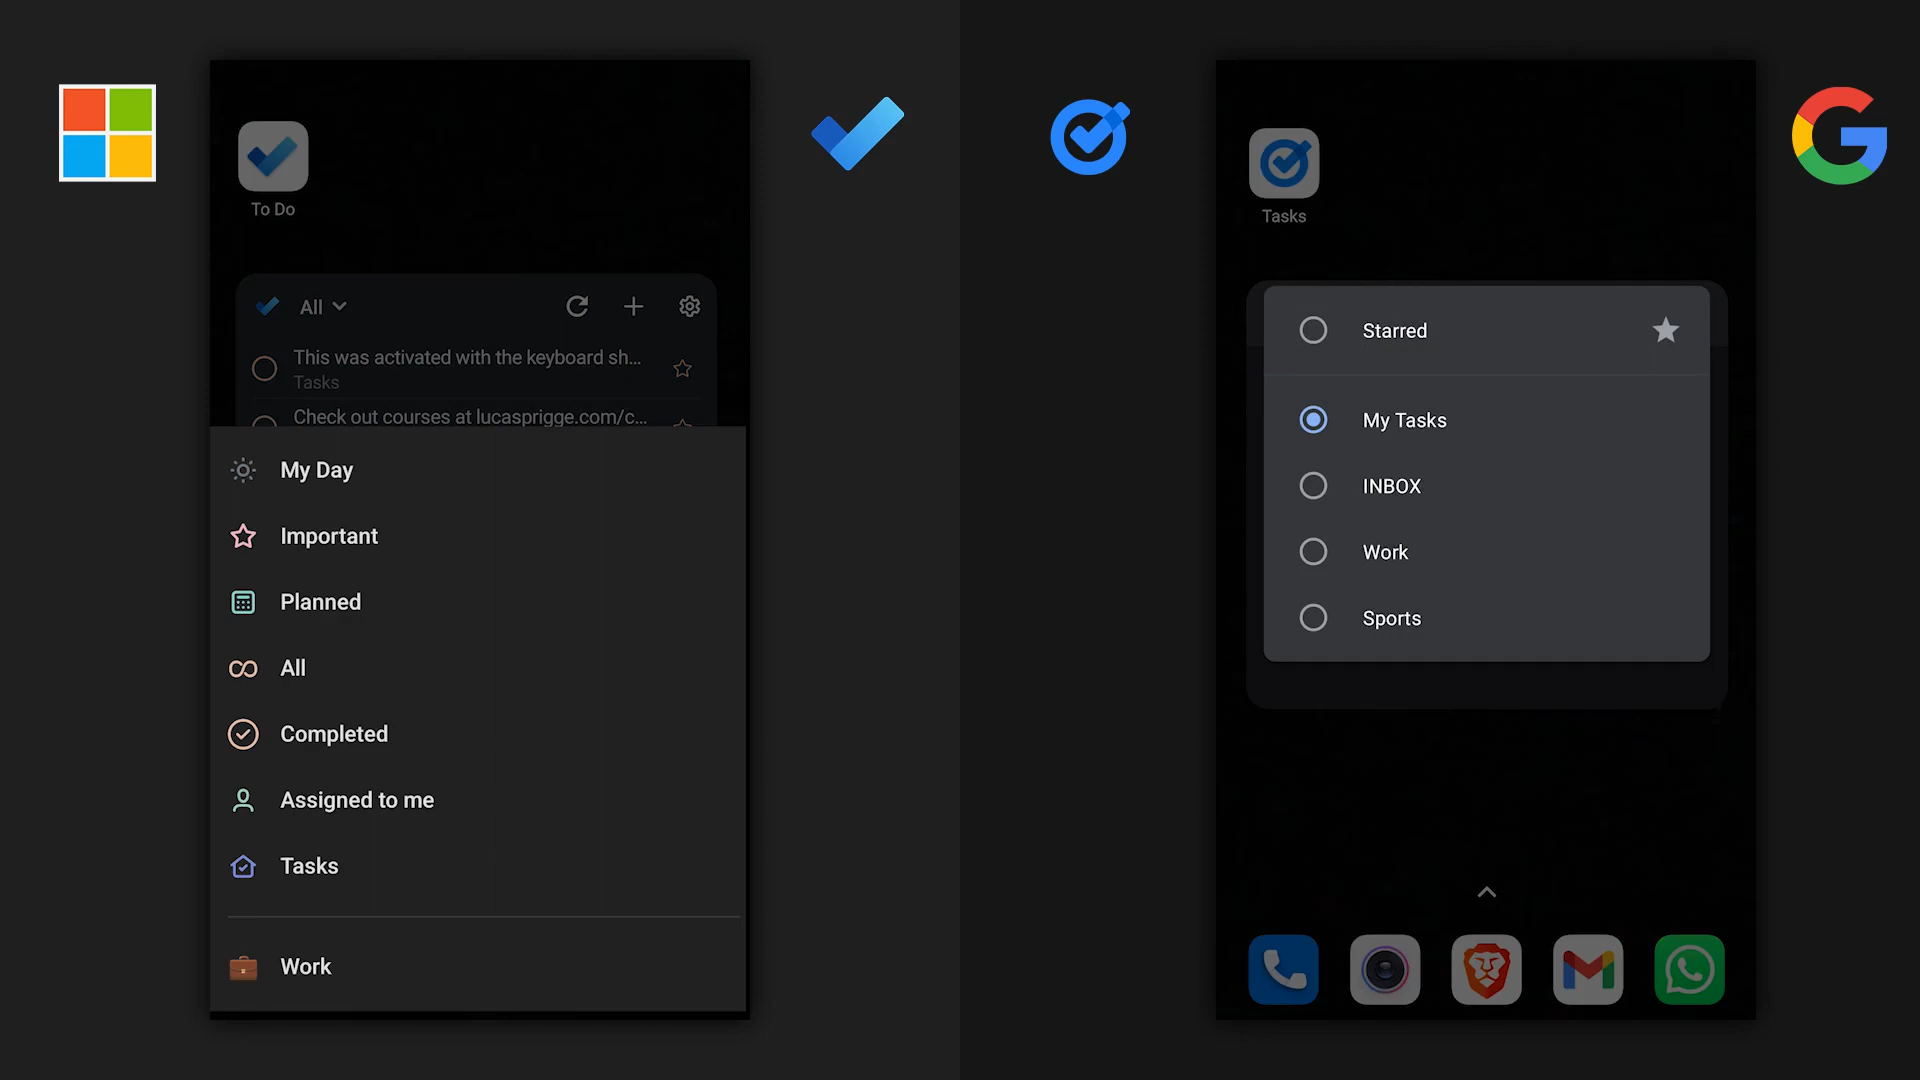 To Do
All
This was activated with the keyboard sh...
Tasks
Check out courses at lucasprigge.com/c...
My Day
Important
Planned
All
Completed
Assigned to me
Tasks
Work
Tasks
Starred
My Tasks
INBOX
Work
Sports